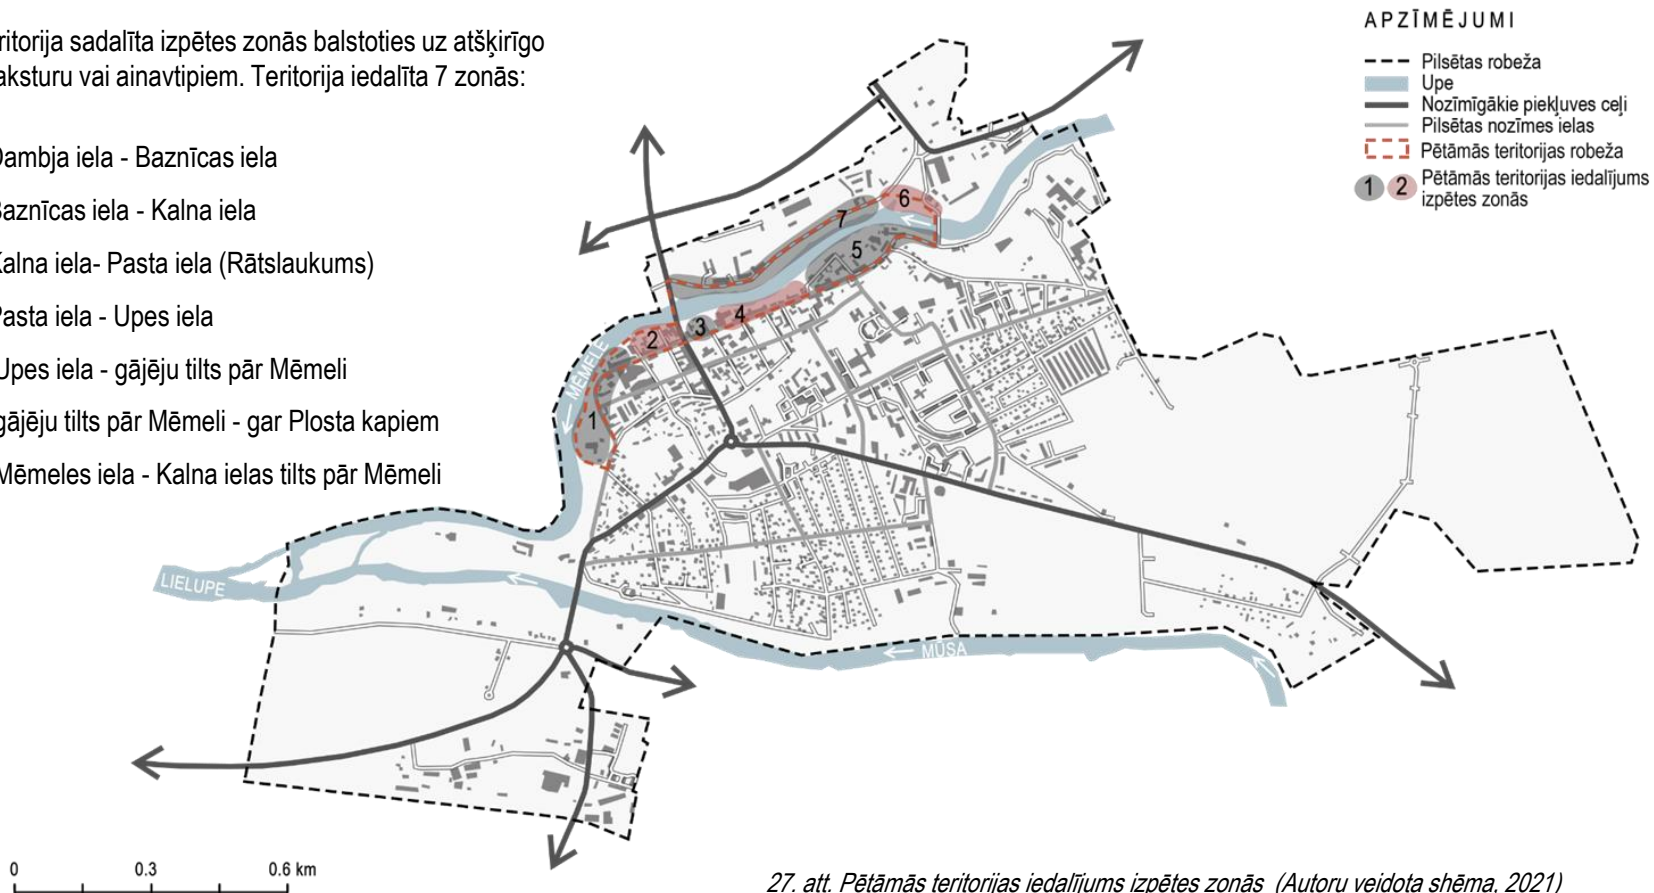 ritorija sadalīta izpētes zonās balstoties uz atšķirīgo
aksturu vai ainavtipiem. Teritorija iedalīta 7 zonās:
Dambja iela - Baznīcas iela
Baznīcas iela - Kalna iela
Kalna iela- Pasta iela (Rātslaukums)
Pasta iela - Upes iela
Upes iela - gājēju tilts pār Mēmeli
gājēju tilts pār Mēmeli - gar Plosta kapiem
Mēmeles iela - Kalna ielas tilts pār Mēmeli
APZĪMĒJUMI
Pilsētas robeža
Upe
Nozīmīgākie piekļuves ceļi
Pilsētas nozīmes ielas
Pētāmās teritorijas robeža
1 2 Pētāmās teritorijas iedalījums
izpētes zonās
6
7
5
4
3
2
1
MĒMELE
LIELUPE
MŪSA
0 0.3 0.6 km
27. att. Pētāmās teritorijas iedalījums izpētes zonās (Autoru veidota shēma, 2021)